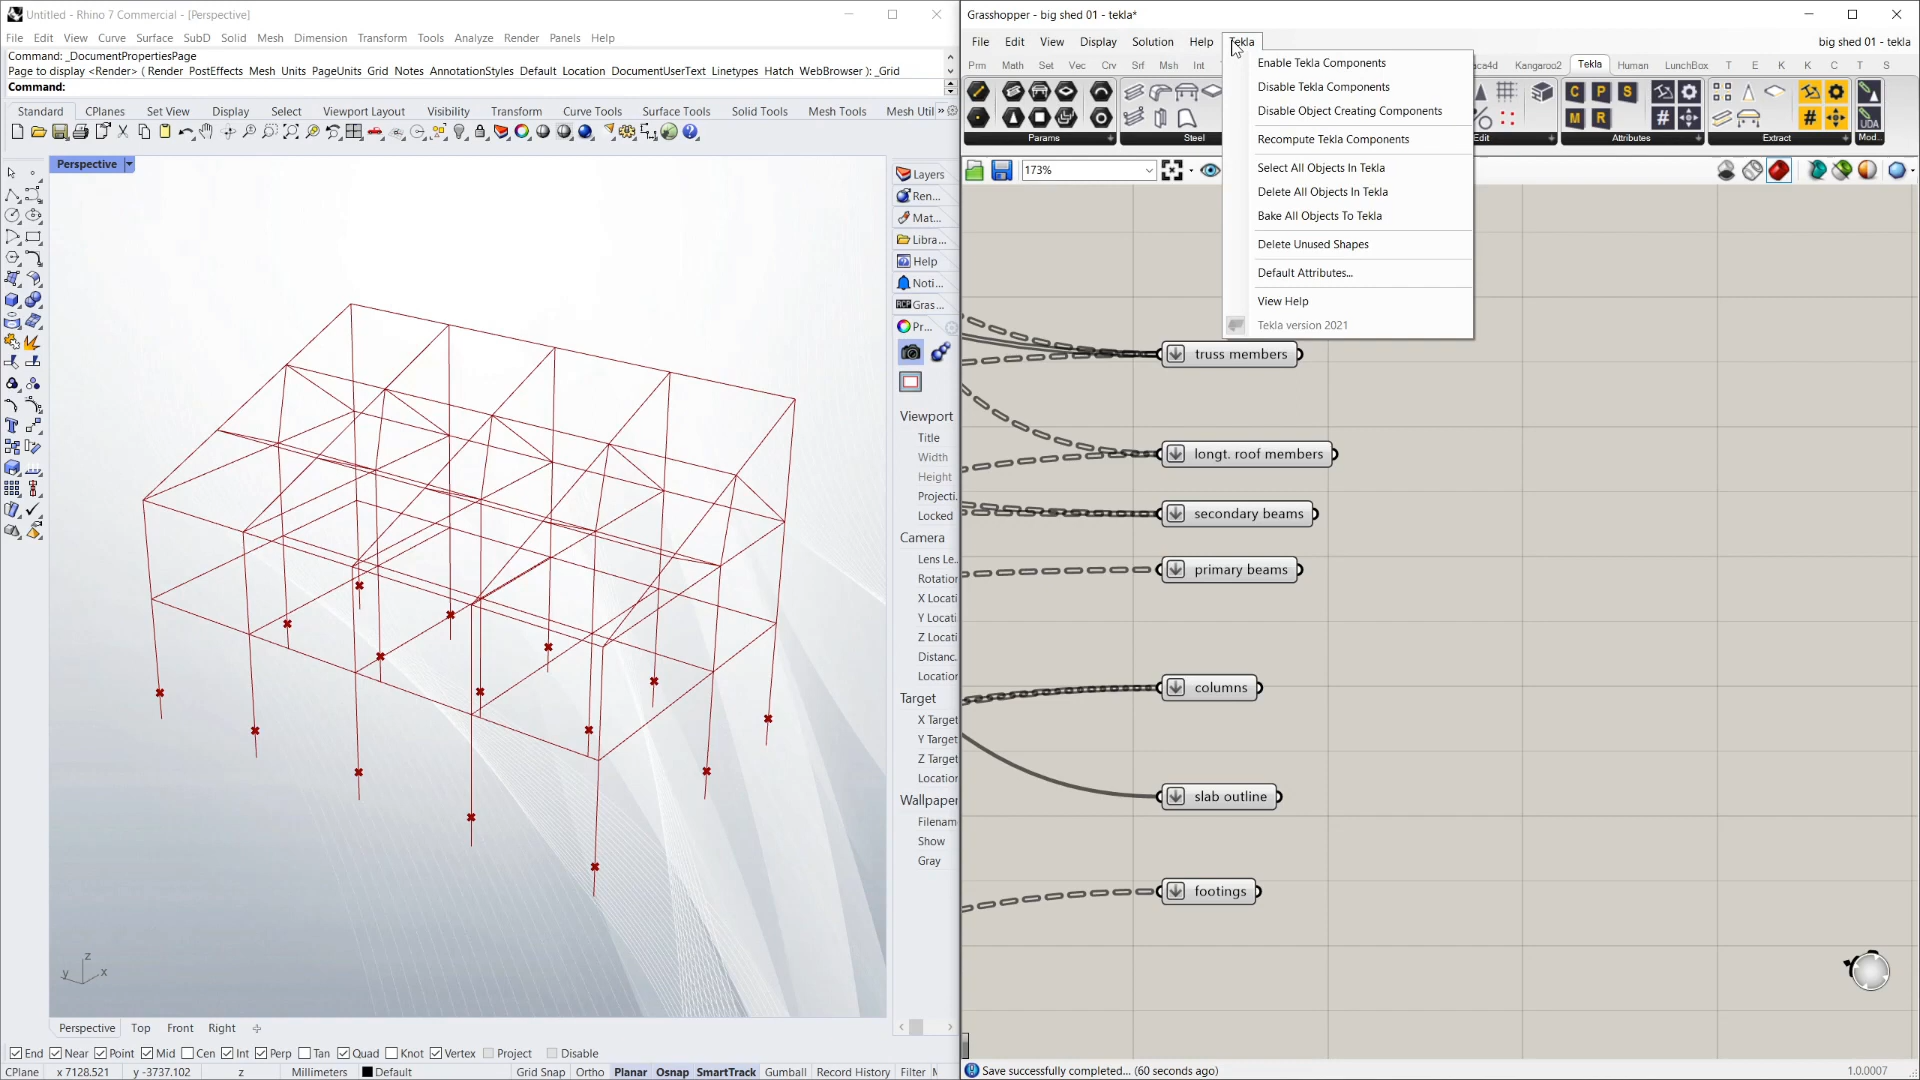 Untitled - Rhino 7 Commercial - [Perspective]
File Edit View Curve Surface SubD Solid Mesh Dimension Transform Tools Analyze Render Panels Help
Command: _DocumentPropertiesPage
Page to display <Render> ( Render PostEffects Mesh Units PageUnits Grid Notes AnnotationStyles Default Location DocumentUserText Linetypes Hatch WebBrowser ): _Grid
Command:
Standard CPlanes Set View Display Select Viewport Layout Visibility Transform Curve Tools Surface Tools Solid Tools Mesh Tools Mesh Util »
Perspective
Layers
Ren...
Mat...
Libra...
Help
Noti...
Gras...
Pr...
Viewport
Title
Width
Height
Projecti
Locked
Camera
Lens Le..
Rotation
X Locati
Y Locati
Z Locati
Distanc
Location
Target
X Target
Y Target
Z Target
Location
Wallpaper
Filenam
Show
Gray
z
y x
Perspective Top Front Right
End Near Point Mid Cen Int Perp Tan Quad Knot Vertex Project Disable
CPlane x 7128.521 y -3737.102 z Millimeters Default Grid Snap Ortho Planar Osnap SmartTrack Gumball Record History Filter
Grasshopper - big shed 01 - tekla*
File Edit View Display Solution Help Tekla big shed 01 - tekla
Prm Math Set Vec Crv Srf Msh Int aca4d Kangaroo2 Tekla Human LunchBox T E K K C T S
Enable Tekla Components
Disable Tekla Components
Disable Object Creating Components
Recompute Tekla Components
Select All Objects In Tekla
Delete All Objects In Tekla
Bake All Objects To Tekla
Delete Unused Shapes
Default Attributes...
View Help
Tekla version 2021
C P S
M R
UDA
Params Steel Edit Attributes Extract Mod..
173%
truss members
longt. roof members
secondary beams
primary beams
columns
slab outline
footings
Save successfully completed... (60 seconds ago) 1.0.0007